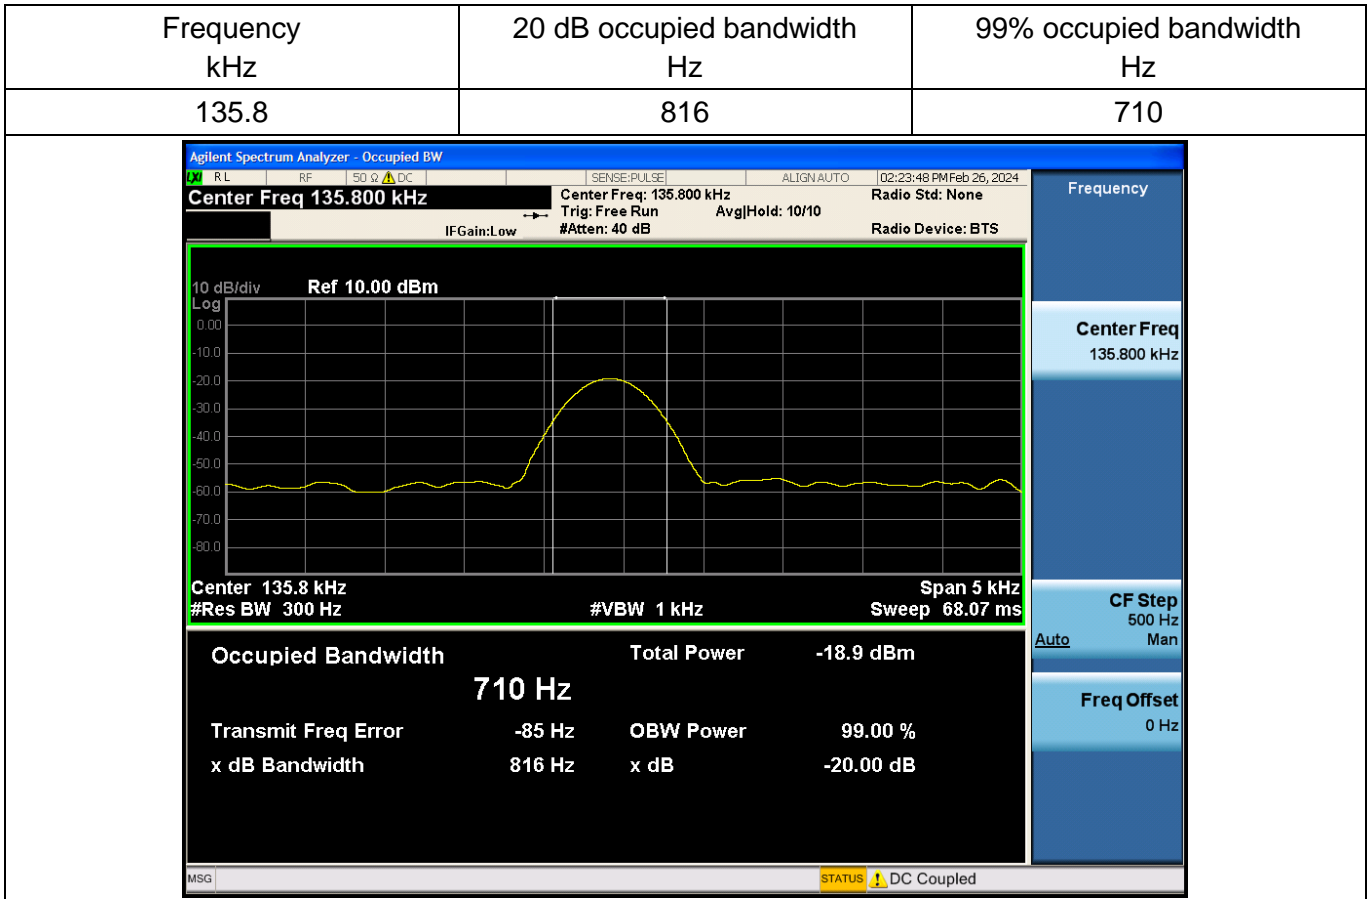 Frequency 20 dB occupied bandwidth 99% occupied bandwidth
kHz Hz Hz
135.8 816 710
Agilent Spectrum Analyzer - Occupied BW
LXI RL RF 50 Ω DC SENSE:PULSE ALIGN AUTO 02:23:48 PM Feb 26, 2024
Center Freq 135.800 kHz Center Freq: 135.800 kHz Radio Std: None Frequency
Trig: Free Run Avg|Hold: 10/10
IFGain:Low #Atten: 40 dB Radio Device: BTS
10 dB/div Ref 10.00 dBm
Log
0.00
-10.0
-20.0
-30.0
-40.0
-50.0
-60.0
-70.0
-80.0
Center Freq
135.800 kHz
Center 135.8 kHz Span 5 kHz
#Res BW 300 Hz #VBW 1 kHz Sweep 68.07 ms
CF Step
500 Hz
Auto Man
Occupied Bandwidth Total Power -18.9 dBm
710 Hz
Freq Offset
0 Hz
Transmit Freq Error -85 Hz OBW Power 99.00 %
x dB Bandwidth 816 Hz x dB -20.00 dB
MSG STATUS DC Coupled